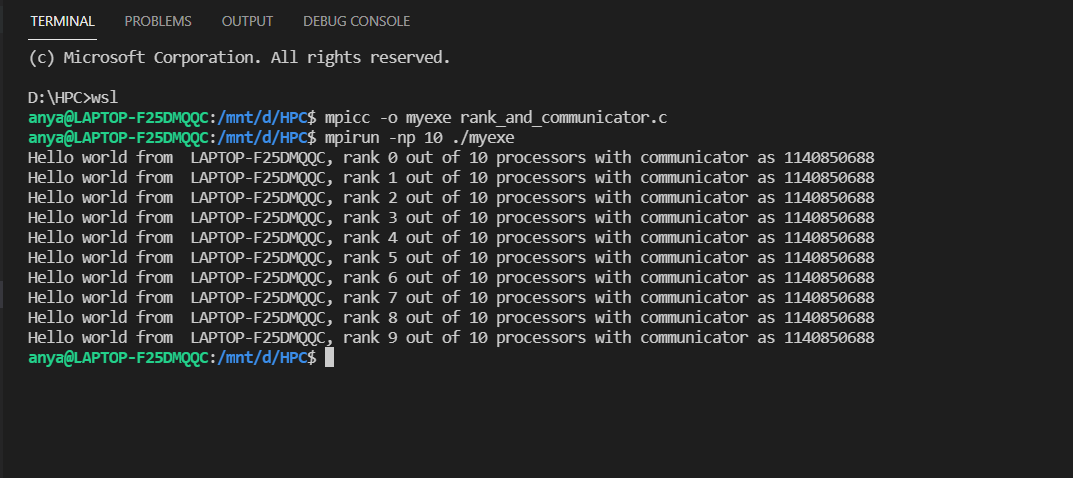 TERMINAL PROBLEMS OUTPUT DEBUG CONSOLE
(c) Microsoft Corporation. All rights reserved.
D:\HPC>wsl
anya@LAPTOP-F25DMQQC:/mnt/d/HPC$ mpicc -o myexe rank_and_communicator.c
anya@LAPTOP-F25DMQQC:/mnt/d/HPC$ mpirun -np 10 ./myexe
Hello world from  LAPTOP-F25DMQQC, rank 0 out of 10 processors with communicator as 1140850688
Hello world from  LAPTOP-F25DMQQC, rank 1 out of 10 processors with communicator as 1140850688
Hello world from  LAPTOP-F25DMQQC, rank 2 out of 10 processors with communicator as 1140850688
Hello world from  LAPTOP-F25DMQQC, rank 3 out of 10 processors with communicator as 1140850688
Hello world from  LAPTOP-F25DMQQC, rank 4 out of 10 processors with communicator as 1140850688
Hello world from  LAPTOP-F25DMQQC, rank 5 out of 10 processors with communicator as 1140850688
Hello world from  LAPTOP-F25DMQQC, rank 6 out of 10 processors with communicator as 1140850688
Hello world from  LAPTOP-F25DMQQC, rank 7 out of 10 processors with communicator as 1140850688
Hello world from  LAPTOP-F25DMQQC, rank 8 out of 10 processors with communicator as 1140850688
Hello world from  LAPTOP-F25DMQQC, rank 9 out of 10 processors with communicator as 1140850688
anya@LAPTOP-F25DMQQC:/mnt/d/HPC$